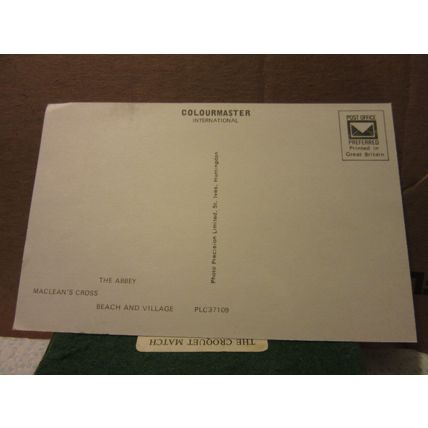 COLOURMASTER
INTERNATIONAL
POST OFFICE
PREFERRED
Printed in
Great Britain
Photo Precision Limited, St. Ives, Huntingdon
THE ABBEY
MACLEAN'S CROSS
BEACH AND VILLAGE PLC37109
THE CROQUET MATCH